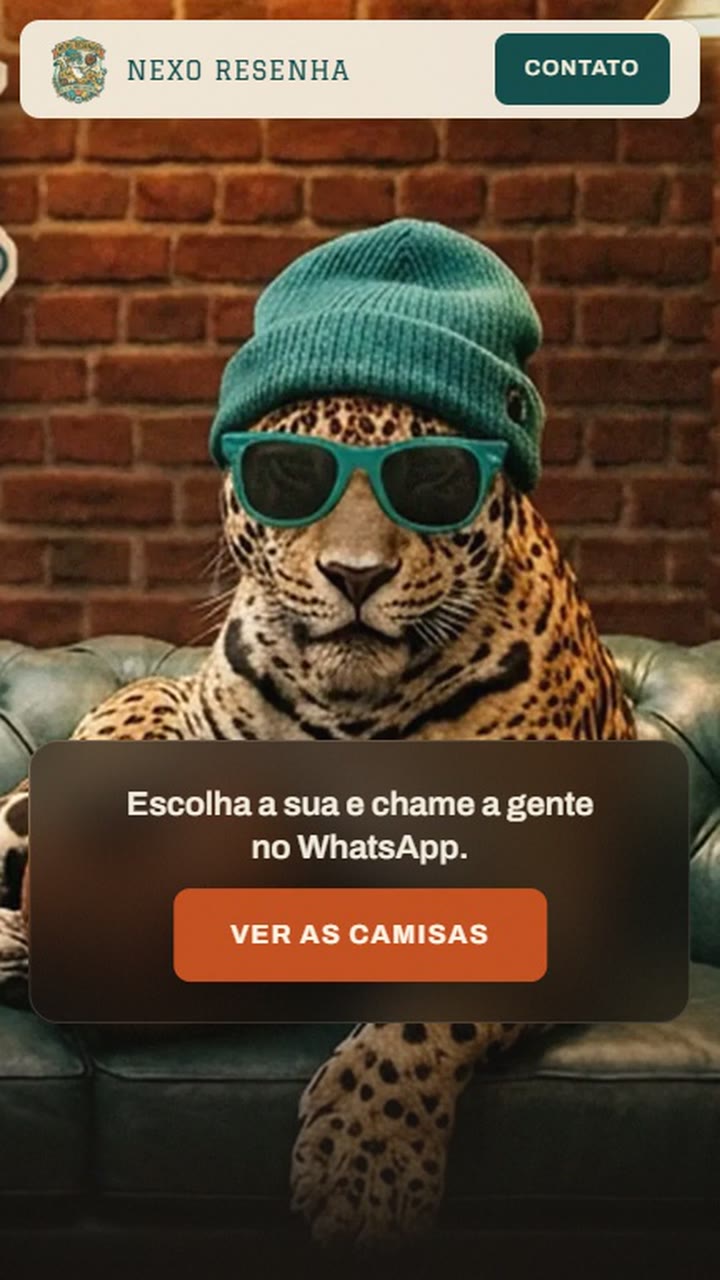 NEXO RESENHA
CONTATO
Escolha a sua e chame a gente
no WhatsApp.
VER AS CAMISAS